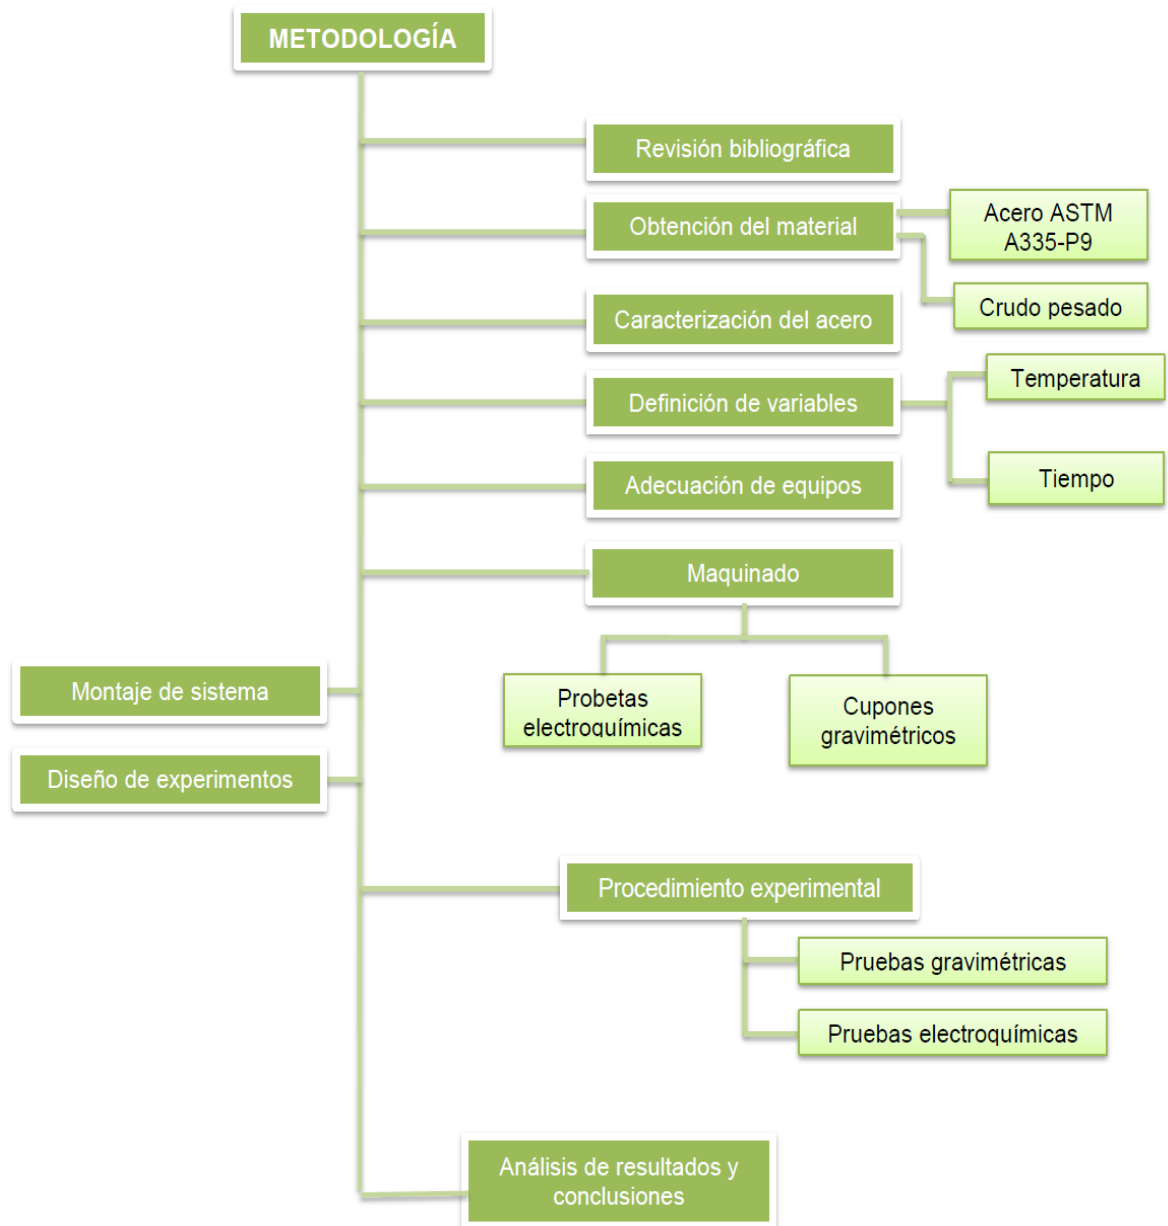 METODOLOGÍA
Revisión bibliográfica
Obtención del material
Acero ASTM
A335-P9
Crudo pesado
Caracterización del acero
Definición de variables
Temperatura
Tiempo
Adecuación de equipos
Maquinado
Probetas
electroquímicas
Cupones
gravimétricos
Montaje de sistema
Diseño de experimentos
Procedimiento experimental
Pruebas gravimétricas
Pruebas electroquímicas
Análisis de resultados y
conclusiones